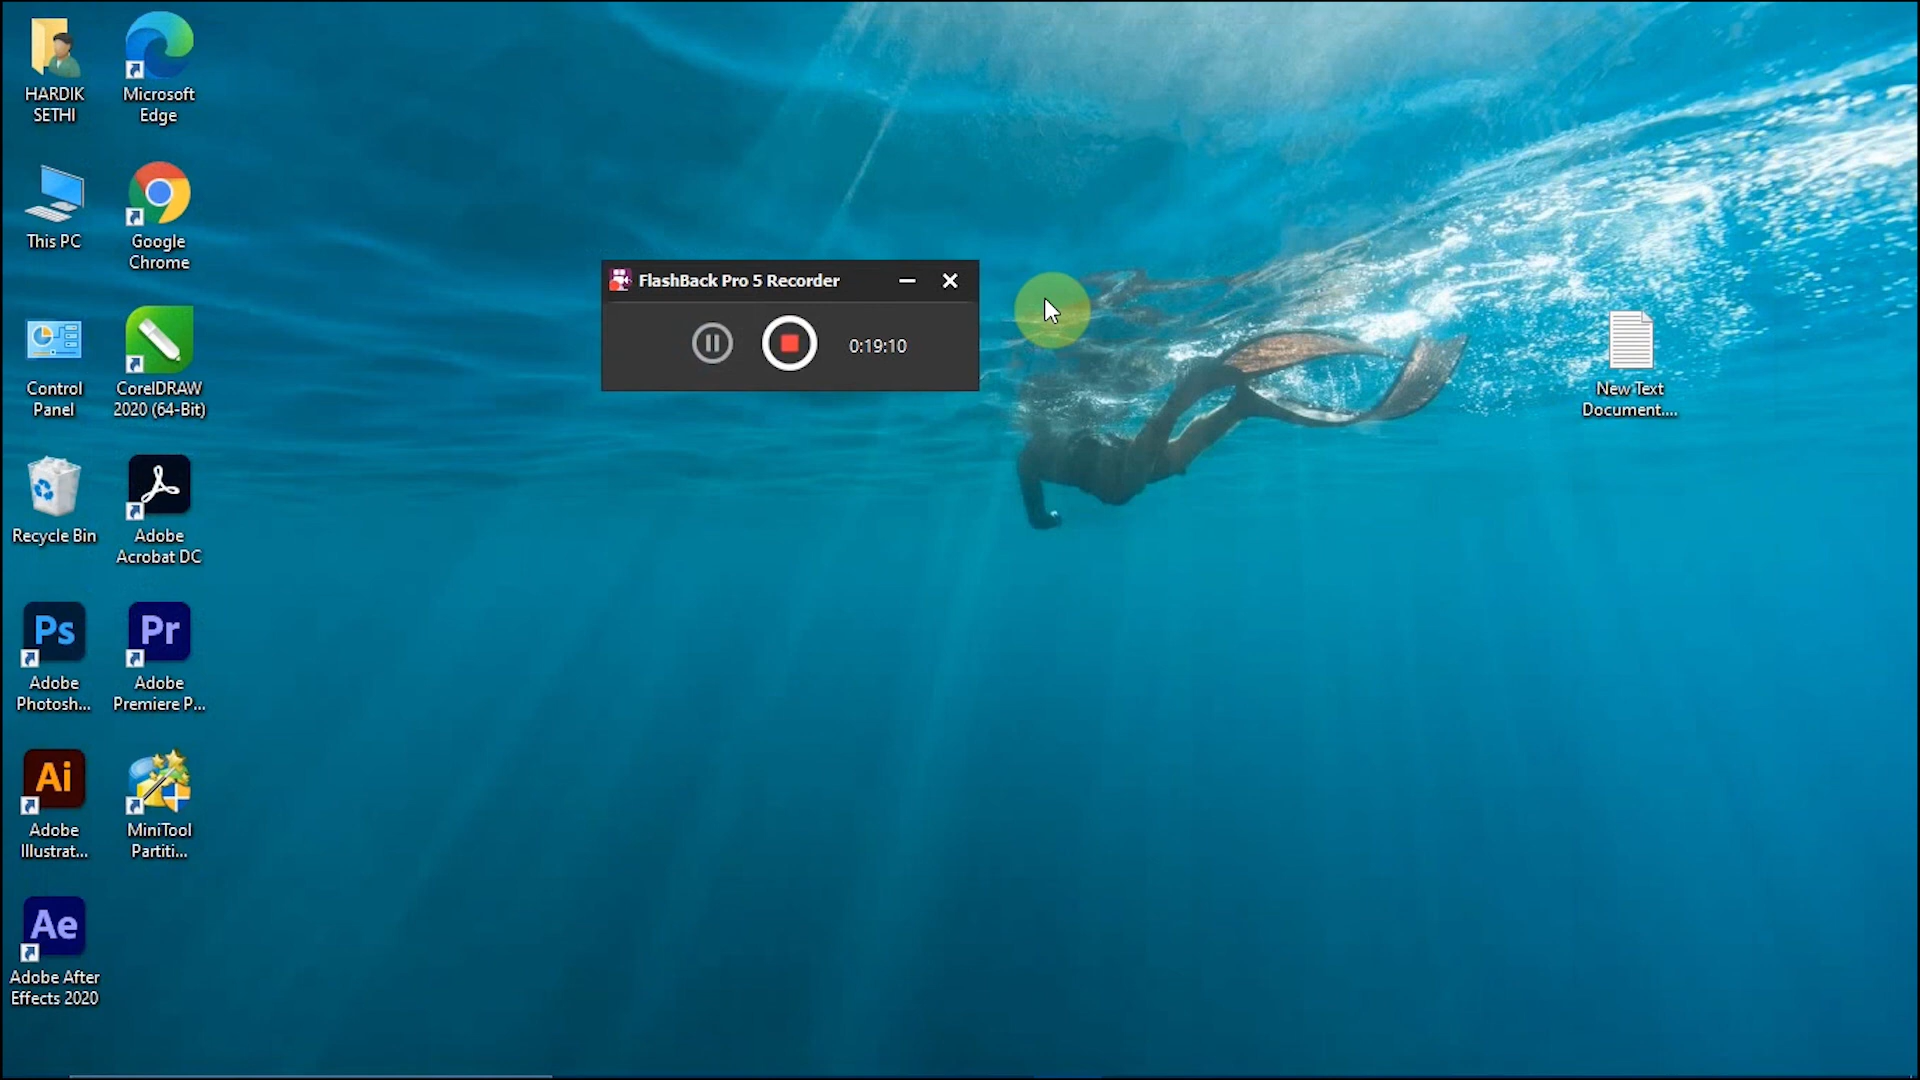 HARDIK
SETHI
Microsoft
Edge
This PC
Google
Chrome
Control
Panel
CorelDRAW
2020 (64-Bit)
Recycle Bin
Adobe
Acrobat DC
Ps
Adobe
Photosh...
Pr
Adobe
Premiere P...
Ai
Adobe
Illustrat...
MiniTool
Partiti...
Ae
Adobe After
Effects 2020
FlashBack Pro 5 Recorder
0:19:10
New Text
Document....